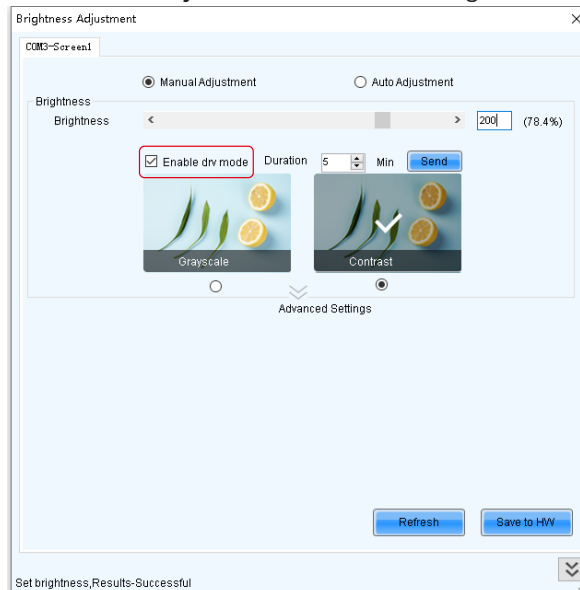 Brightness Adjustment
COM3-Screen1
Manual Adjustment Auto Adjustment
Brightness
Brightness 200 (78.4%)
Enable drv mode Duration 5 Min Send
Grayscale Contrast
Advanced Settings
Refresh Save to HW
Set brightness,Results-Successful